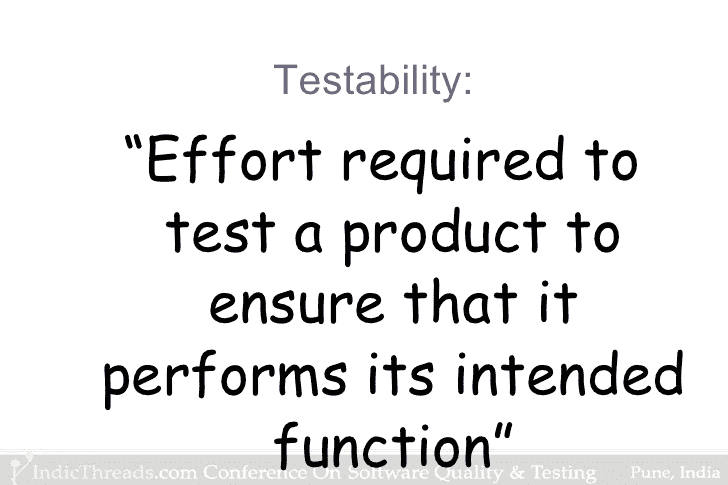 Testability:
“Effort required to
test a product to
ensure that it
performs its intended
function”
IndicThreads.com Conference On Software Quality & Testing Pune, India